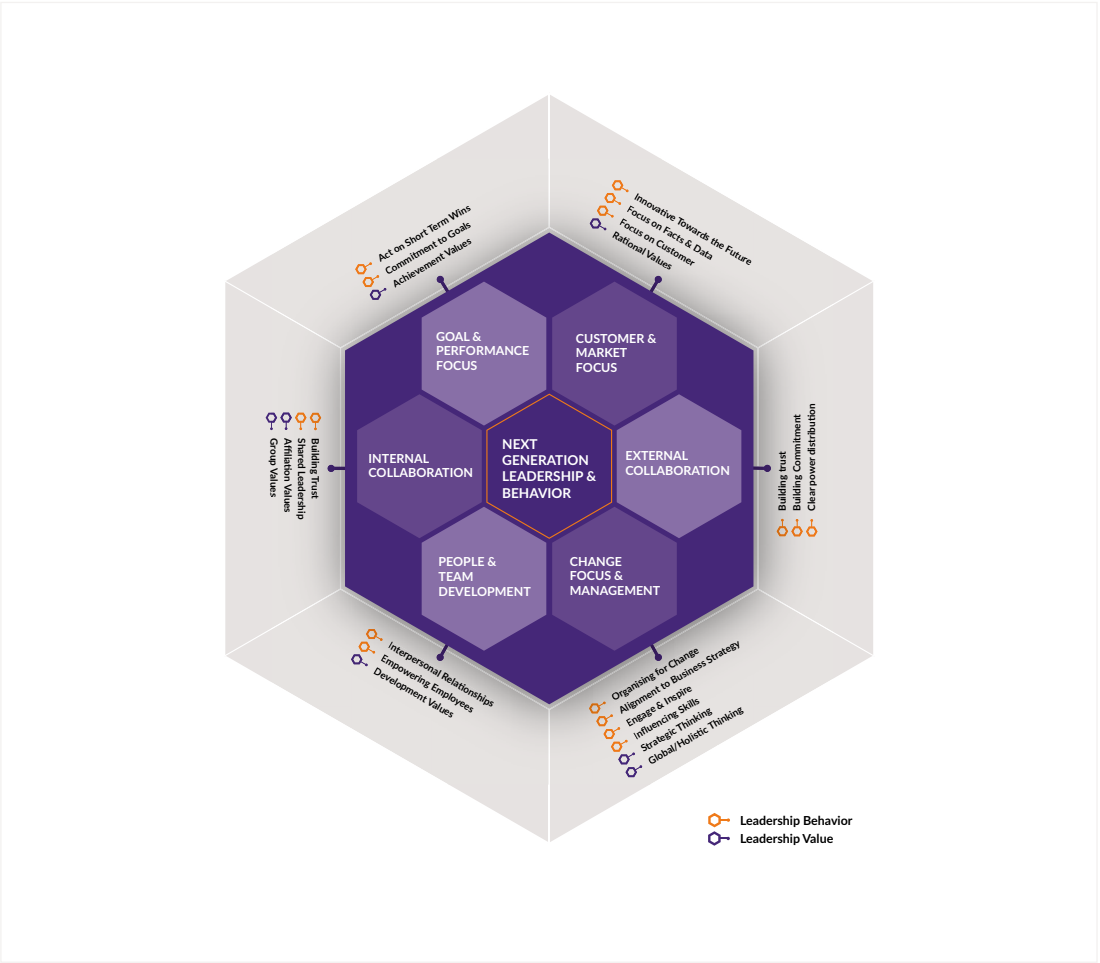 Act on Short Term Wins
Commitment to Goals
Achievement Values
Innovative Towards the Future
Focus on Facts & Data
Focus on Customer
Rational Values
GOAL &
PERFORMANCE
FOCUS
CUSTOMER &
MARKET
FOCUS
Building Trust
Shared Leadership
Affiliation Values
Group Values
INTERNAL
COLLABORATION
NEXT
GENERATION
LEADERSHIP &
BEHAVIOR
EXTERNAL
COLLABORATION
Building trust
Building Commitment
Clear power distribution
PEOPLE &
TEAM
DEVELOPMENT
CHANGE
FOCUS &
MANAGEMENT
Interpersonal Relationships
Empowering Employees
Development Values
Organising for Change
Alignment to Business Strategy
Engage & Inspire
Influencing Skills
Strategic Thinking
Global/Holistic Thinking
Leadership Behavior
Leadership Value